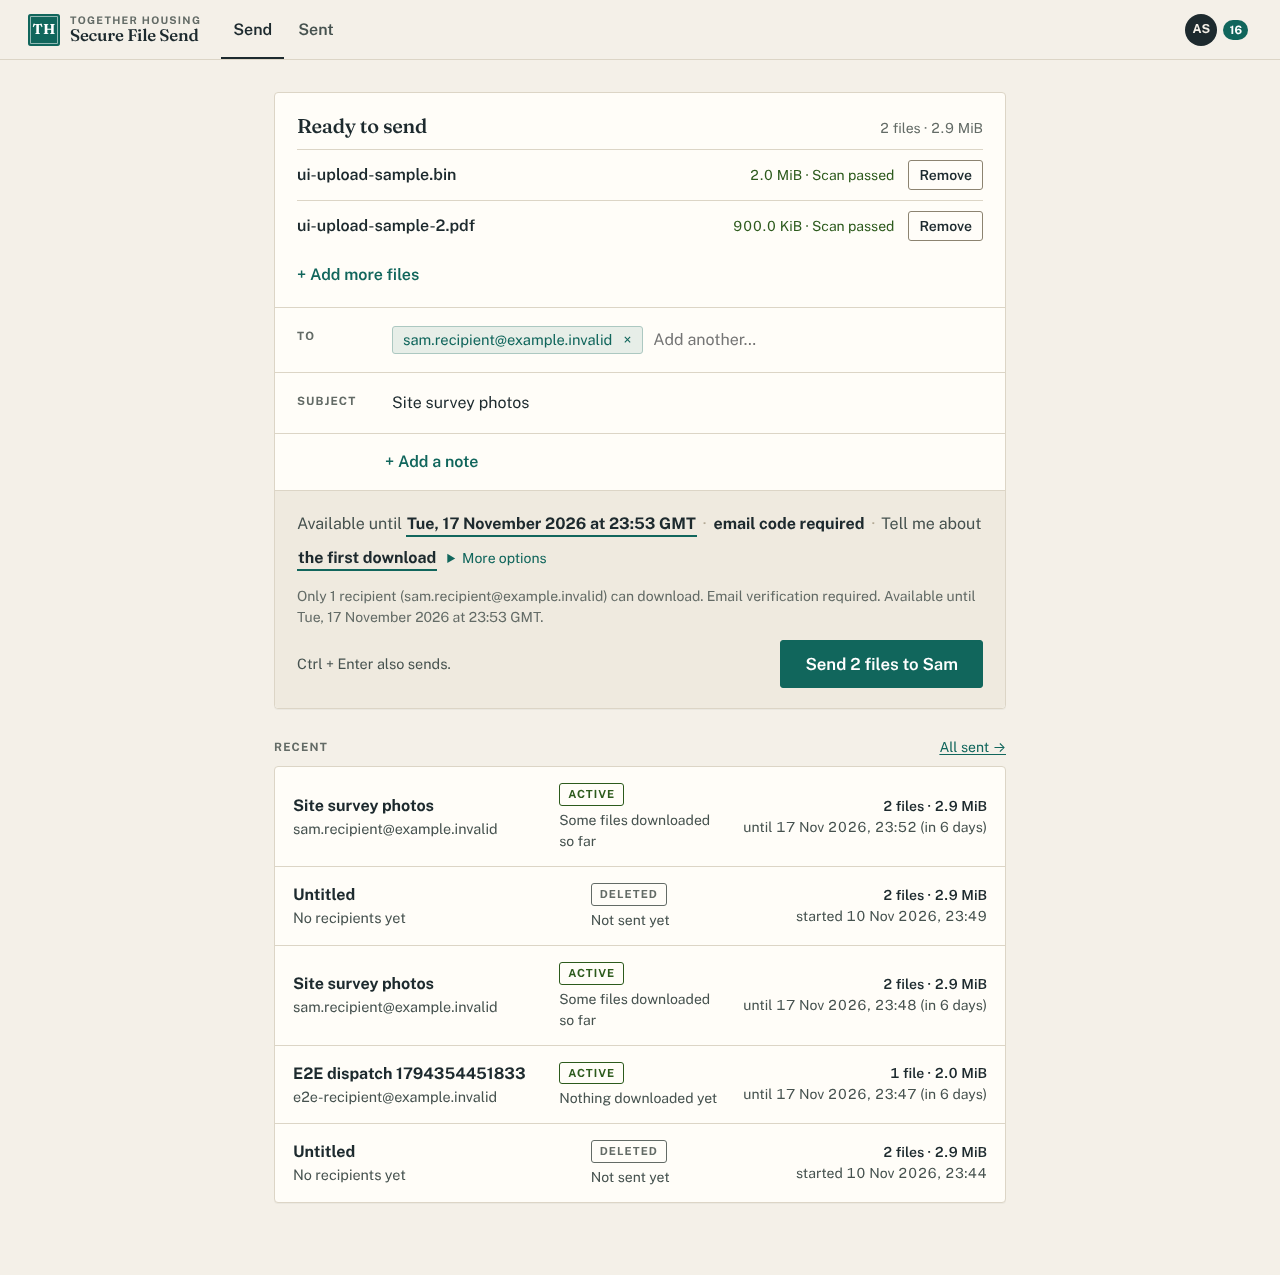 TH
TOGETHER HOUSING
Secure File Send
Send
Sent
AS
16
Ready to send
2 files · 2.9 MiB
ui-upload-sample.bin
2.0 MiB · Scan passed
Remove
ui-upload-sample-2.pdf
900.0 KiB · Scan passed
Remove
+ Add more files
TO
sam.recipient@example.invalid ×
Add another…
SUBJECT
Site survey photos
+ Add a note
Available until Tue, 17 November 2026 at 23:53 GMT · email code required · Tell me about
the first download ▶ More options
Only 1 recipient (sam.recipient@example.invalid) can download. Email verification required. Available until
Tue, 17 November 2026 at 23:53 GMT.
Ctrl + Enter also sends.
Send 2 files to Sam
RECENT
All sent →
Site survey photos
sam.recipient@example.invalid
ACTIVE
Some files downloaded
so far
2 files · 2.9 MiB
until 17 Nov 2026, 23:52 (in 6 days)
Untitled
No recipients yet
DELETED
Not sent yet
2 files · 2.9 MiB
started 10 Nov 2026, 23:49
Site survey photos
sam.recipient@example.invalid
ACTIVE
Some files downloaded
so far
2 files · 2.9 MiB
until 17 Nov 2026, 23:48 (in 6 days)
E2E dispatch 1794354451833
e2e-recipient@example.invalid
ACTIVE
Nothing downloaded yet
1 file · 2.0 MiB
until 17 Nov 2026, 23:47 (in 6 days)
Untitled
No recipients yet
DELETED
Not sent yet
2 files · 2.9 MiB
started 10 Nov 2026, 23:44